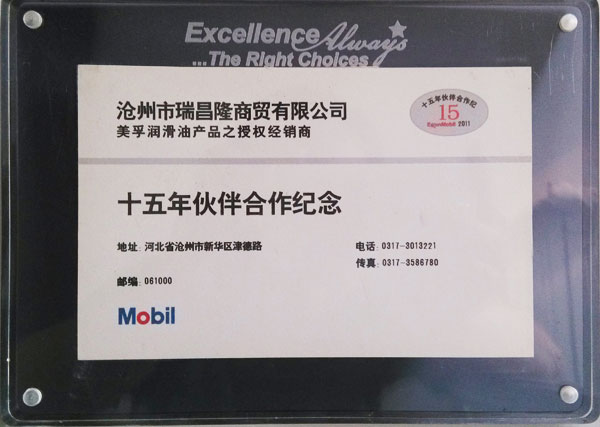 Excellence Always
...The Right Choices
沧州市瑞昌隆商贸有限公司
美孚润滑油产品之授权经销商
十五年伙伴合作纪
15
ExxonMobil 2011
十五年伙伴合作纪念
地址: 河北省沧州市新华区津德路
电话: 0317-3013221
传真: 0317-3586780
邮编: 061000
Mobil